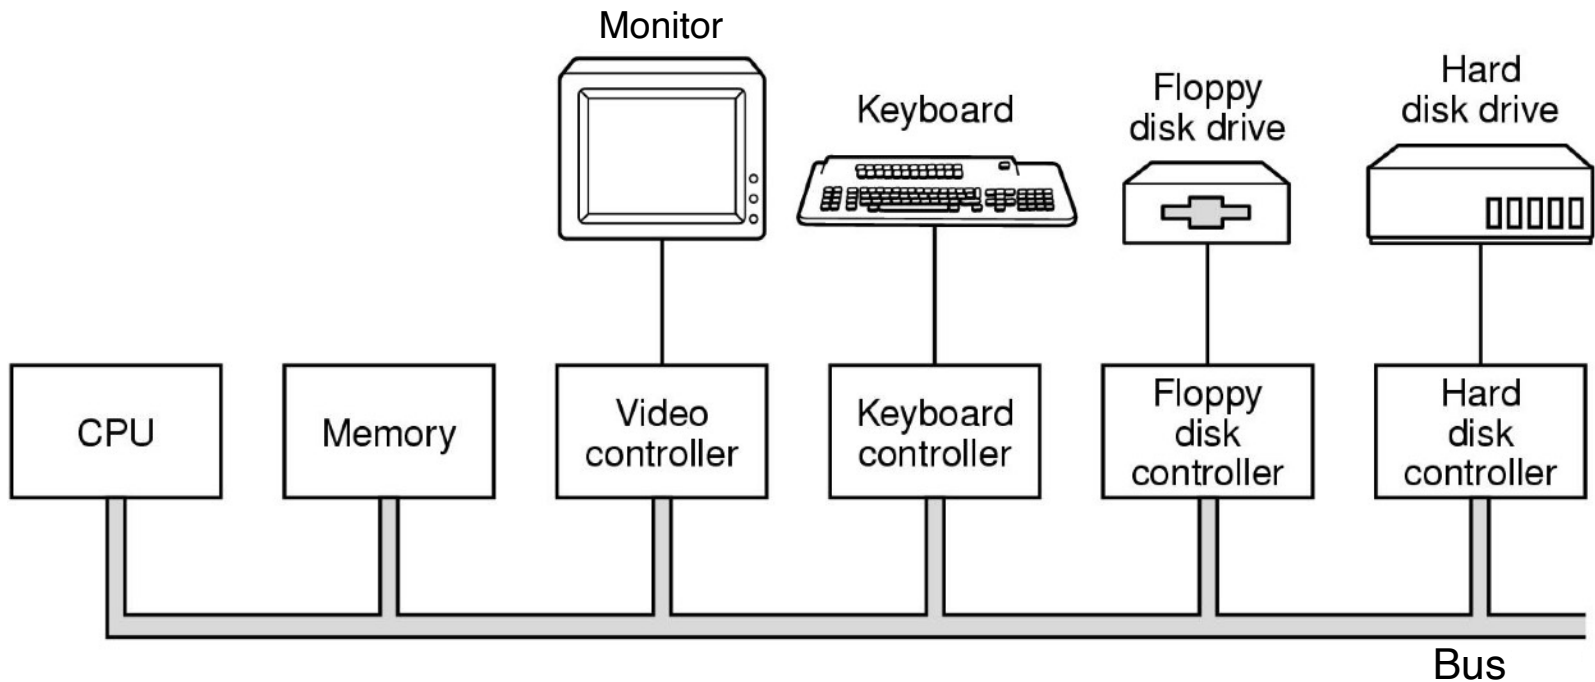 Monitor
Keyboard
Floppy
disk drive
Hard
disk drive
CPU
Memory
Video
controller
Keyboard
controller
Floppy
disk
controller
Hard
disk
controller
Bus